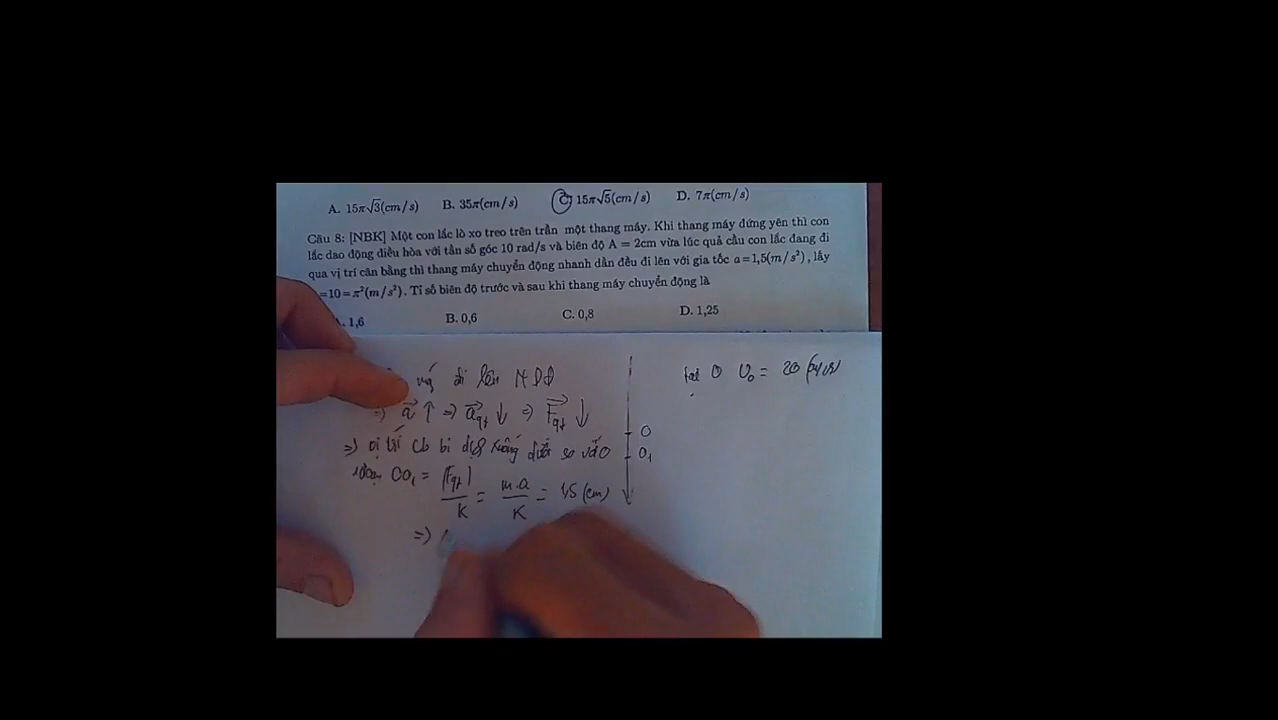 A. 15π√3(cm/s) B. 35π(cm/s) C. 15π√5(cm/s) D. 7π(cm/s)
Câu 8: [NBK] Một con lắc lò xo treo trên trần một thang máy. Khi thang máy đứng yên thì con
lắc dao động điều hòa với tần số góc 10 rad/s và biên độ A = 2cm vừa lúc quả cầu con lắc đang đi
qua vị trí cân bằng thì thang máy chuyển động nhanh dần đều đi lên với gia tốc a=1,5(m/s²), lấy
=10=π²(m/s²). Tỉ số biên độ trước và sau khi thang máy chuyển động là
1,6 B. 0,6 C. 0,8 D. 1,25
đi lên NDĐ
tại O v₀ = 20 (cm/s)
=> a↑ => a_qt ↓ => F_qt ↓
O
=> vị trí cb bị dịch xuống dưới so với O
O₁
đoạn OO₁ = |F_qt|/k = m.a/k = 1,5 (cm)
=>